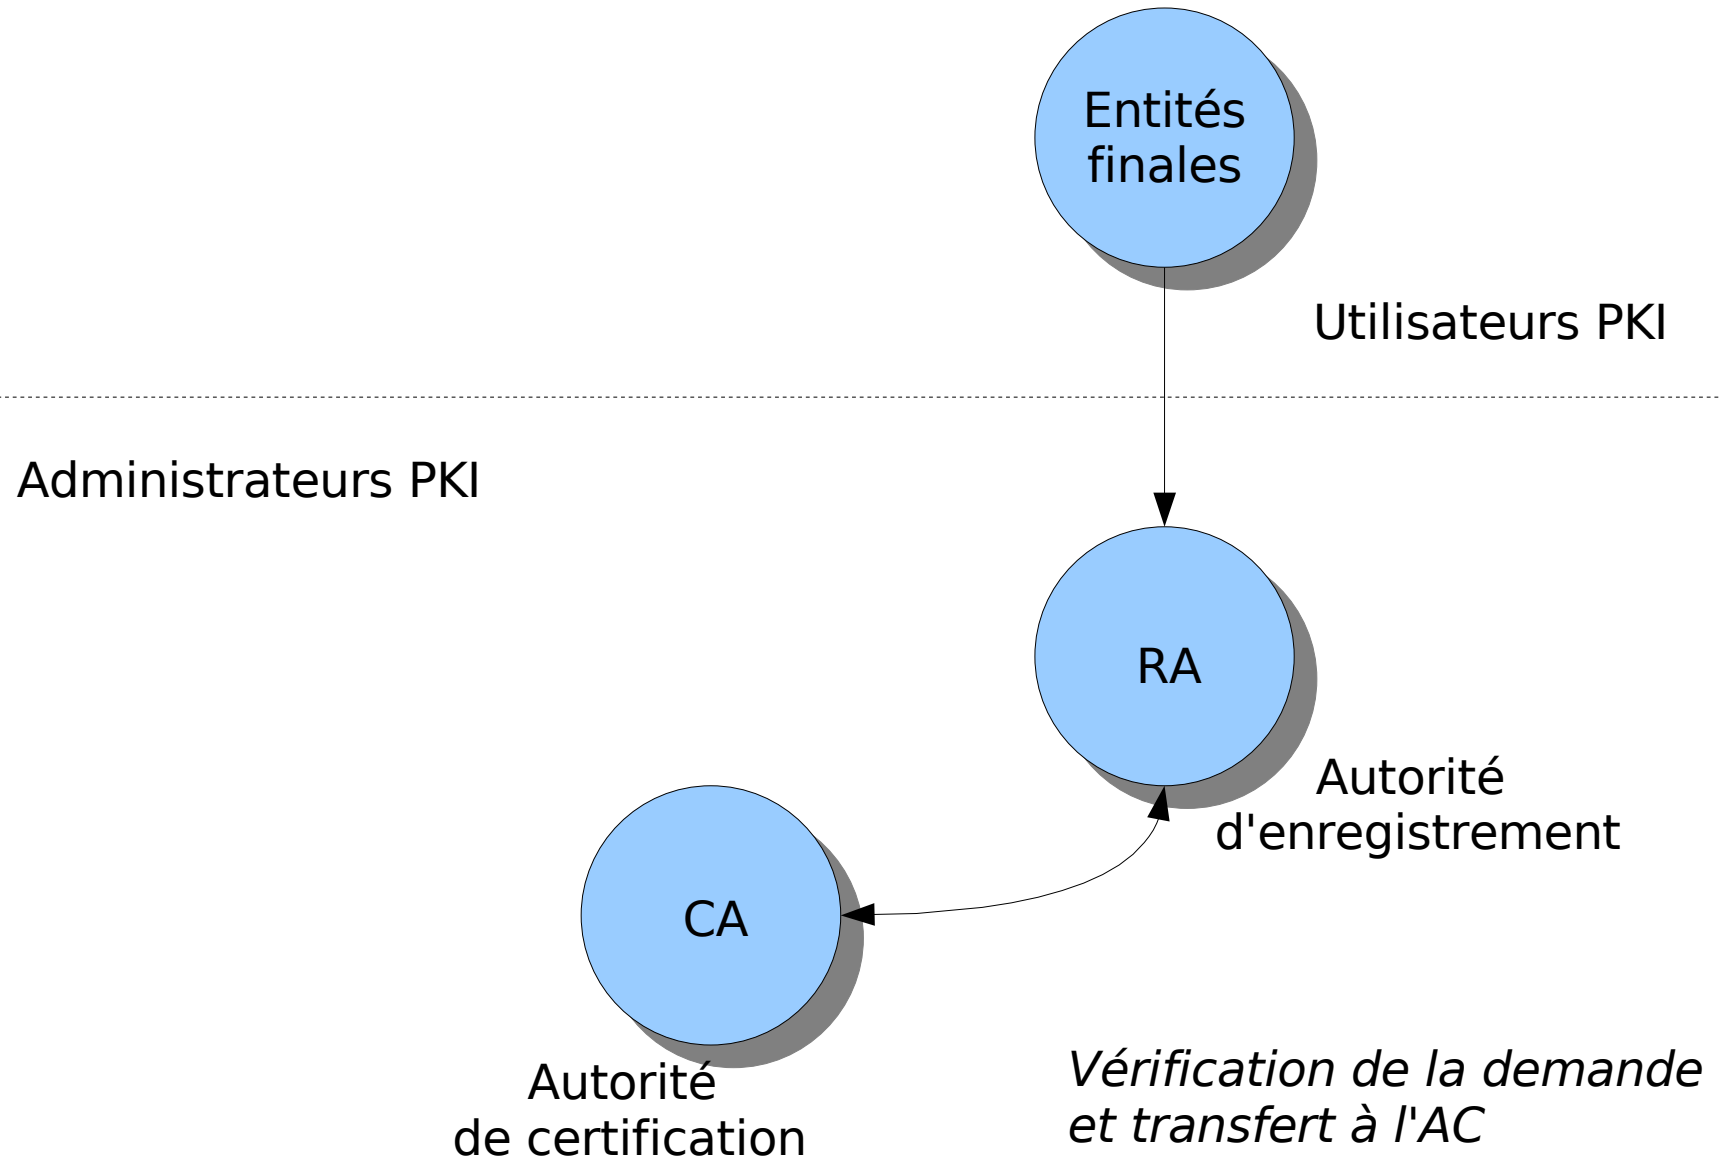 Entités
finales
Utilisateurs PKI
Administrateurs PKI
RA
Autorité
d'enregistrement
CA
Autorité
de certification
Vérification de la demande
et transfert à l'AC